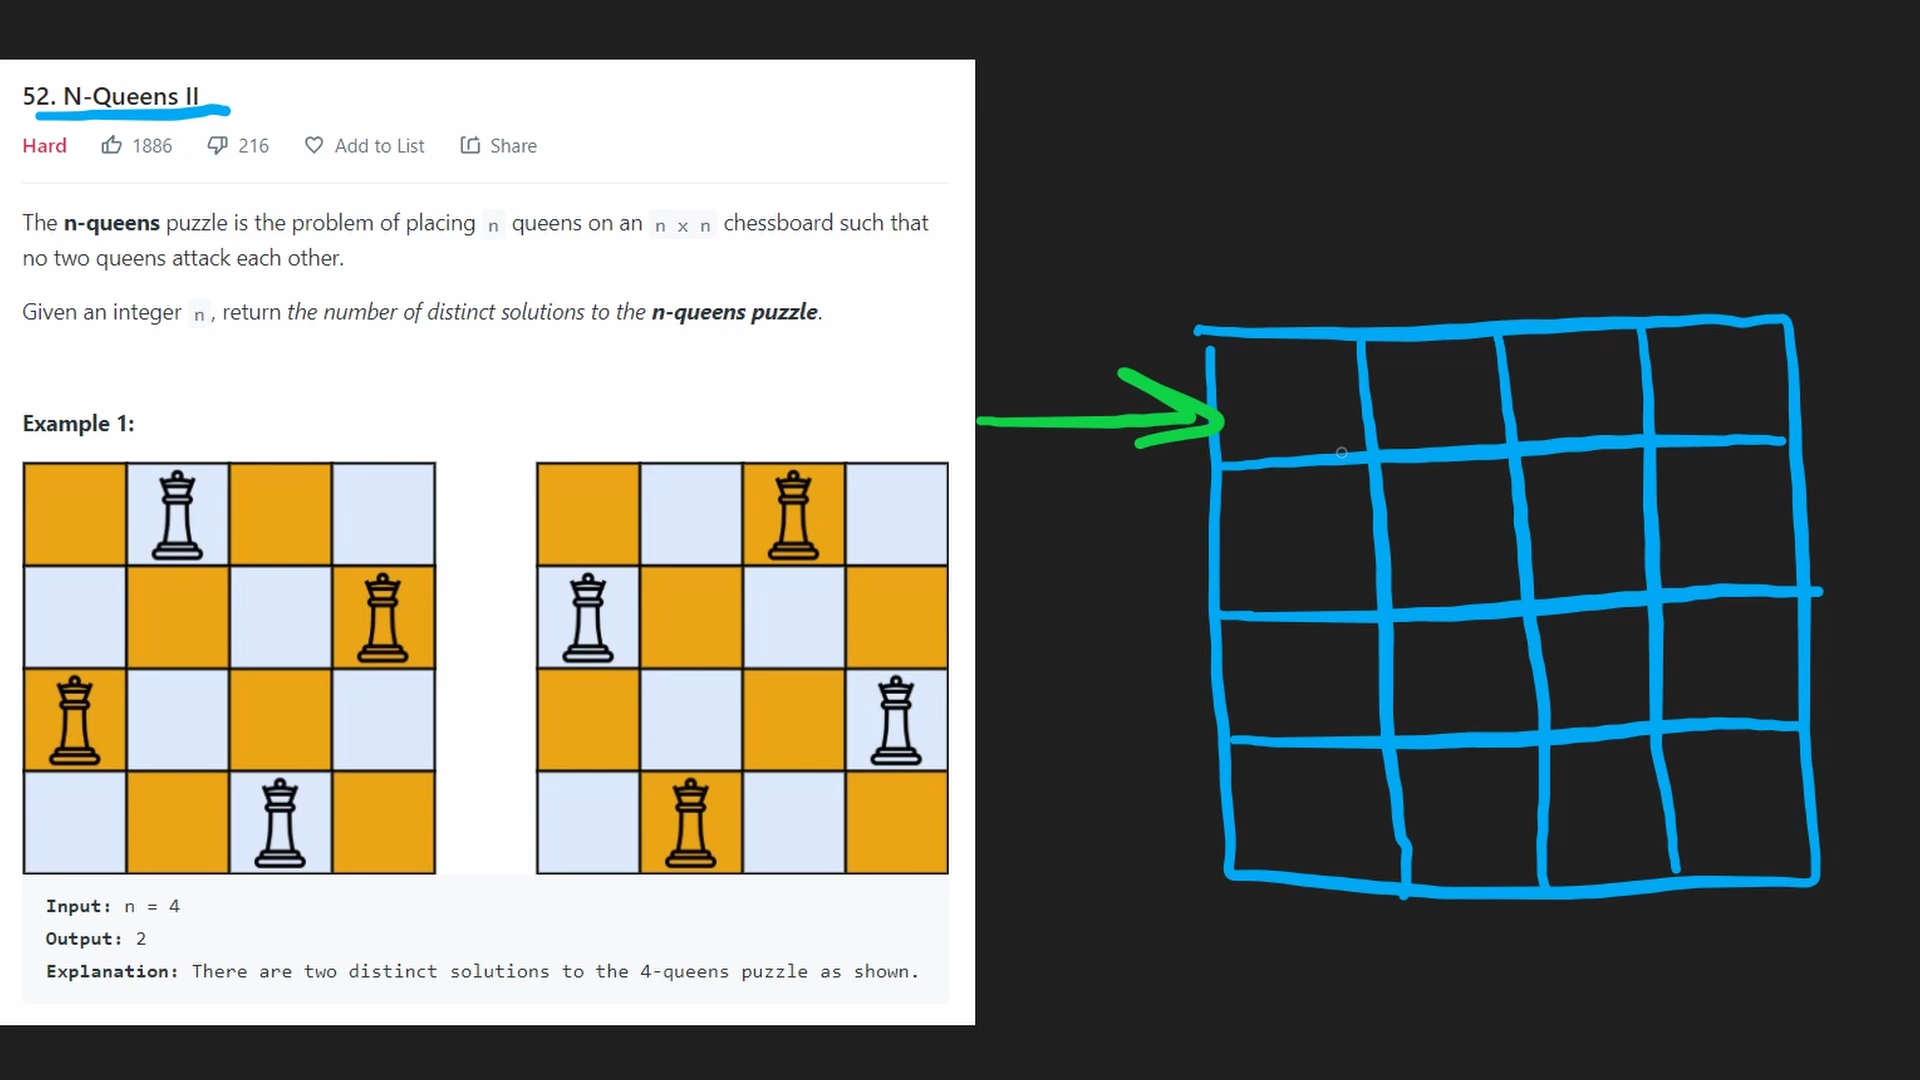 52. N-Queens II
Hard 1886 216 Add to List Share
The n-queens puzzle is the problem of placing n queens on an n x n chessboard such that
no two queens attack each other.
Given an integer n, return the number of distinct solutions to the n-queens puzzle.
Example 1:
Input: n = 4
Output: 2
Explanation: There are two distinct solutions to the 4-queens puzzle as shown.